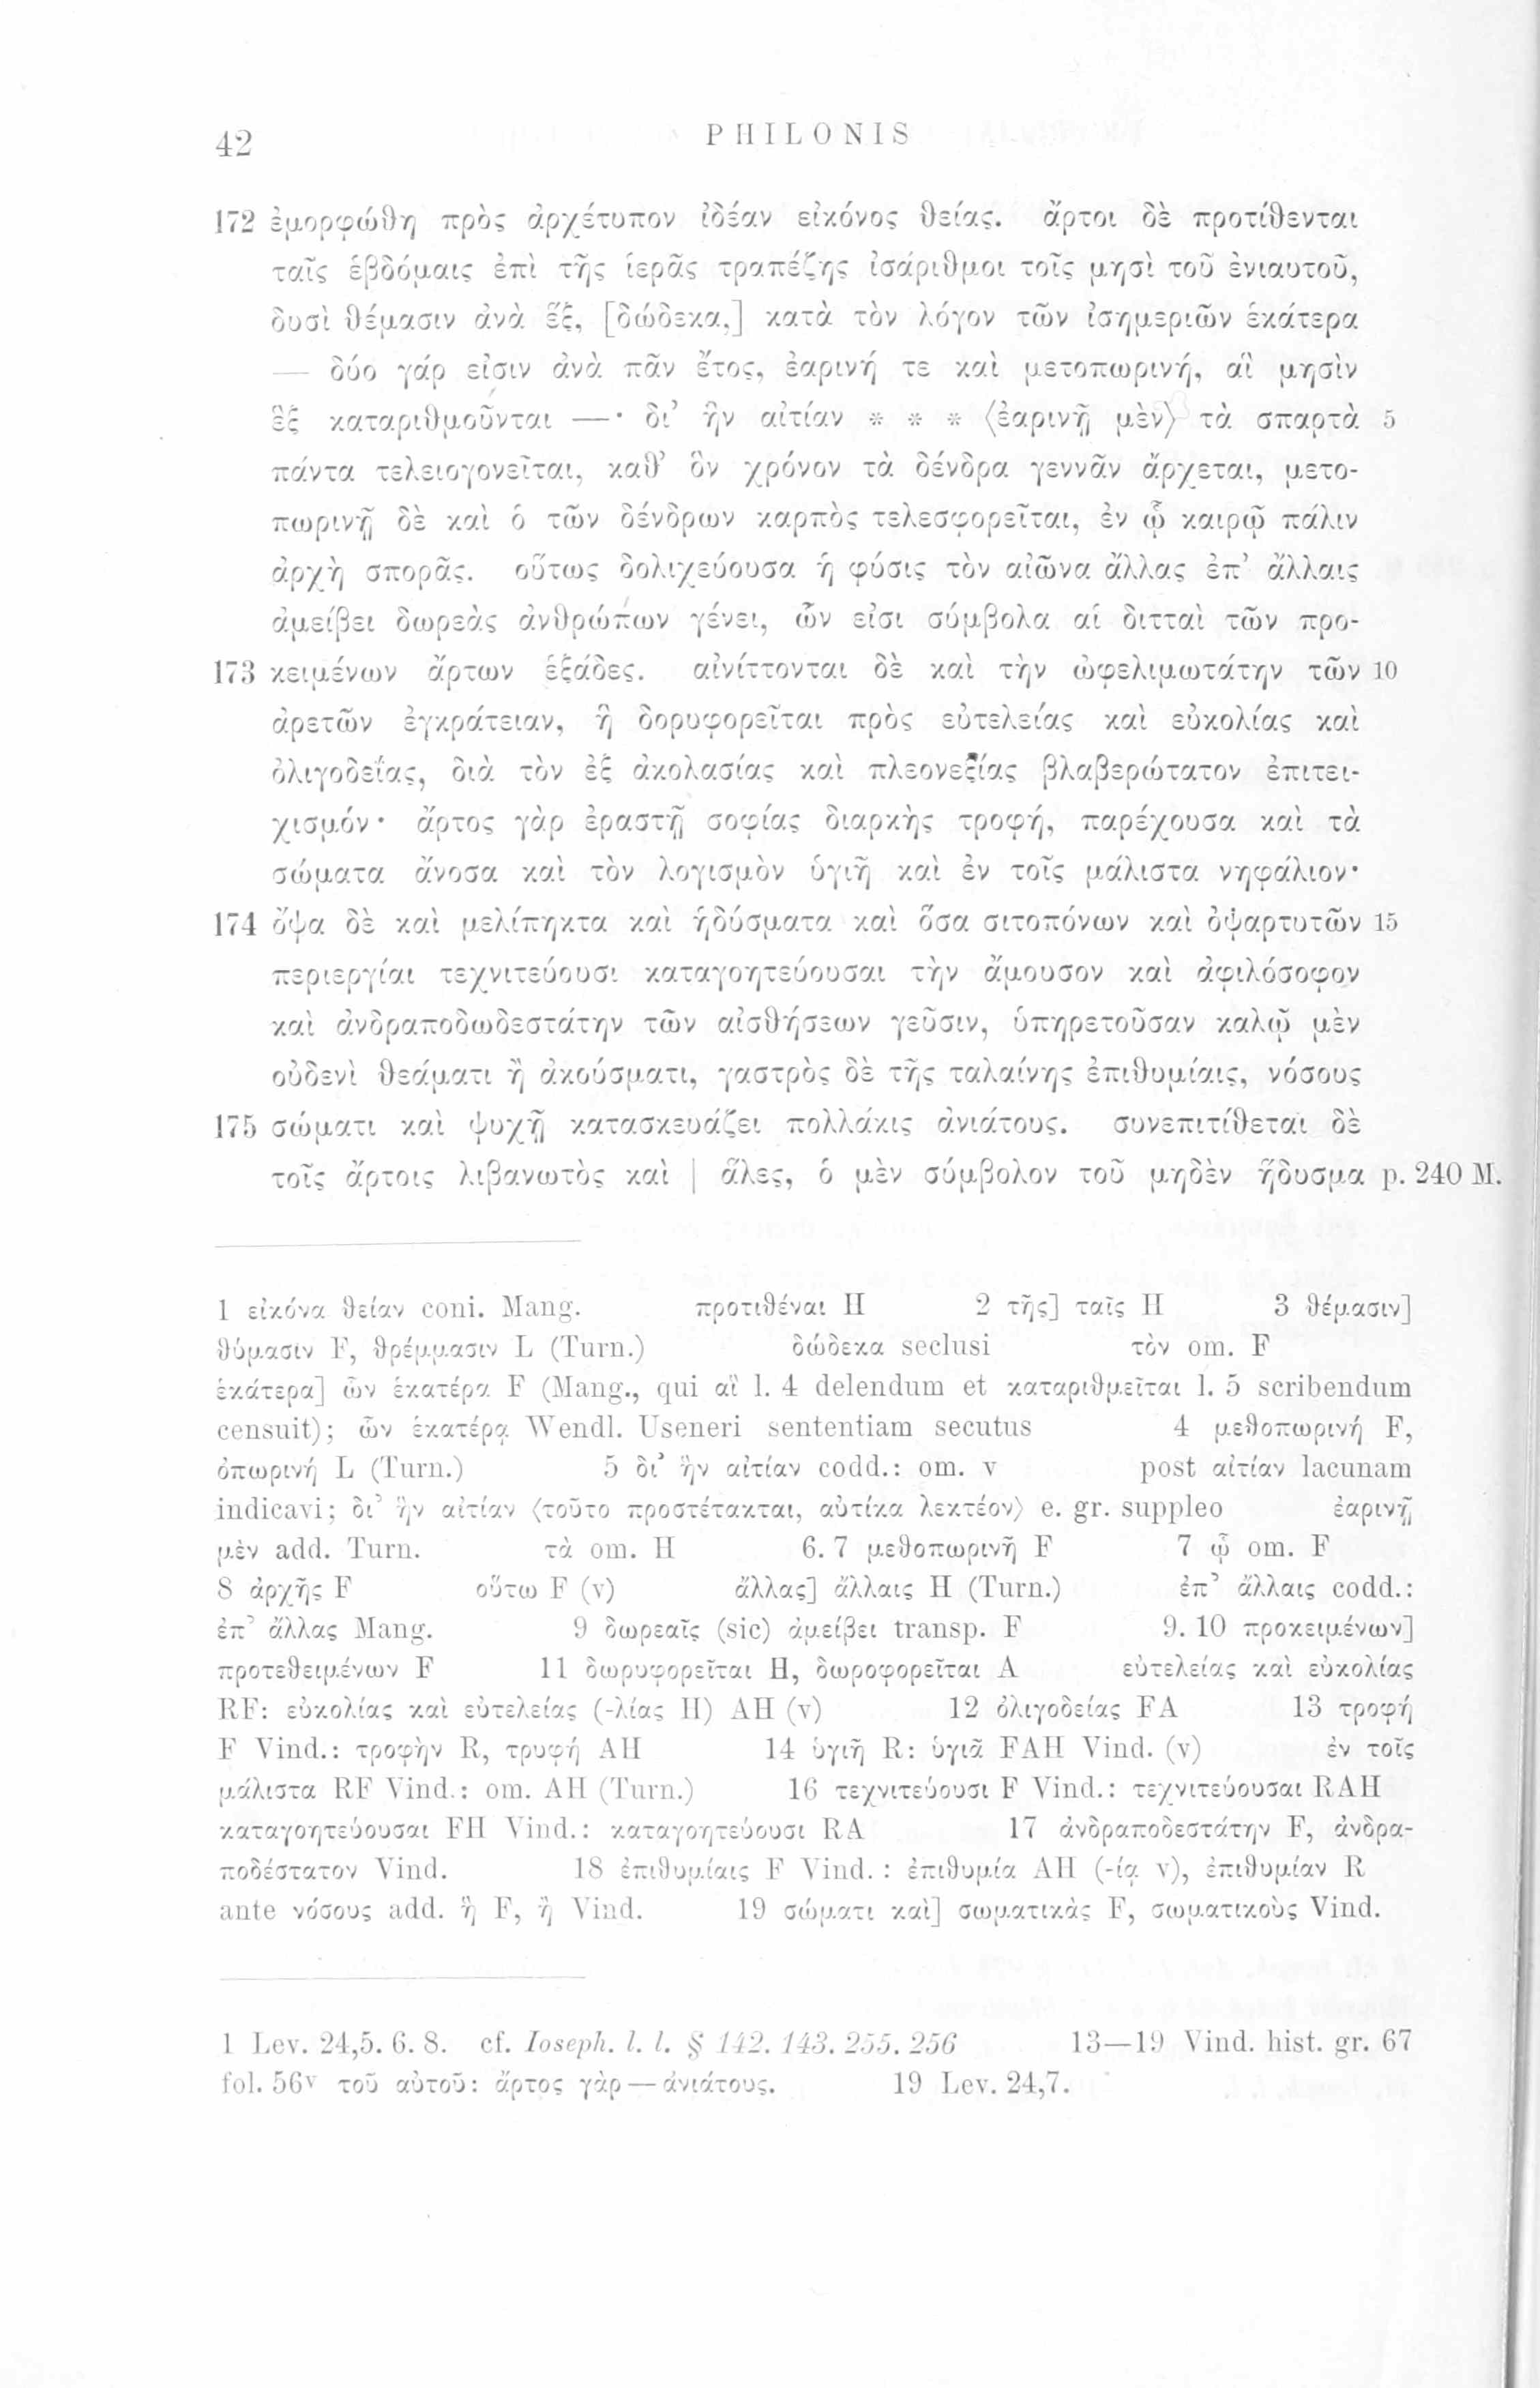 42 PHILONIS
172 ἐμορφώθη πρὸς ἀρχέτυπον ἰδέαν εἰκόνος θείας. ἄρτοι δὲ προτίθενται
ταῖς ἑβδόμαις ἐπὶ τῆς ἱερᾶς τραπέζης ἰσάριθμοι τοῖς μησὶ τοῦ ἐνιαυτοῦ,
δυσὶ θέμασιν ἀνὰ ἕξ, [δώδεκα,] κατὰ τὸν λόγον τῶν ἰσημεριῶν ἑκάτερα
— δύο γάρ εἰσιν ἀνὰ πᾶν ἔτος, ἐαρινή τε καὶ μετοπωρινή, αἳ μησὶν
ἓξ καταριθμοῦνται —· δι’ ἣν αἰτίαν * * * ⟨ἐαρινῇ μὲν⟩ τὰ σπαρτὰ 5
πάντα τελειογονεῖται, καθ’ ὃν χρόνον τὰ δένδρα γεννᾶν ἄρχεται, μετο-
πωρινῇ δὲ καὶ ὁ τῶν δένδρων καρπὸς τελεσφορεῖται, ἐν ᾧ καιρῷ πάλιν
ἀρχὴ σπορᾶς. οὕτως δολιχεύουσα ἡ φύσις τὸν αἰῶνα ἄλλας ἐπ’ ἄλλαις
ἀμείβει δωρεὰς ἀνθρώπων γένει, ὧν εἰσι σύμβολα αἱ διτταὶ τῶν προ-
173 κειμένων ἄρτων ἑξάδες. αἰνίττονται δὲ καὶ τὴν ὠφελιμωτάτην τῶν 10
ἀρετῶν ἐγκράτειαν, ἣ δορυφορεῖται πρὸς εὐτελείας καὶ εὐκολίας καὶ
ὀλιγοδεΐας, διὰ τὸν ἐξ ἀκολασίας καὶ πλεονεξίας βλαβερώτατον ἐπιτει-
χισμόν· ἄρτος γὰρ ἐραστῇ σοφίας διαρκὴς τροφή, παρέχουσα καὶ τὰ
σώματα ἄνοσα καὶ τὸν λογισμὸν ὑγιῆ καὶ ἐν τοῖς μάλιστα νηφάλιον·
174 ὄψα δὲ καὶ μελίπηκτα καὶ ἡδύσματα καὶ ὅσα σιτοπόνων καὶ ὀψαρτυτῶν 15
περιεργίαι τεχνιτεύουσι καταγοητεύουσαι τὴν ἄμουσον καὶ ἀφιλόσοφον
καὶ ἀνδραποδωδεστάτην τῶν αἰσθήσεων γεῦσιν, ὑπηρετοῦσαν καλῷ μὲν
οὐδενὶ θεάματι ἢ ἀκούσματι, γαστρὸς δὲ τῆς ταλαίνης ἐπιθυμίαις, νόσους
175 σώματι καὶ ψυχῇ κατασκευάζει πολλάκις ἀνιάτους. συνεπιτίθεται δὲ
τοῖς ἄρτοις λιβανωτὸς καὶ | ἅλες, ὁ μὲν σύμβολον τοῦ μηδὲν ἥδυσμα p. 240 M.
1 εἰκόνα θείαν coni. Mang. προτιθέναι H 2 τῆς] ταῖς H 3 θέμασιν]
θύμασιν F, θρέμμασιν L (Turn.) δώδεκα seclusi τὸν om. F
ἑκάτερα] ὧν ἑκατέρα F (Mang., qui αἳ l. 4 delendum et καταριθμεῖται l. 5 scribendum
censuit); ὧν ἑκατέρᾳ Wendl. Useneri sententiam secutus 4 μεθοπωρινή F,
ὀπωρινή L (Turn.) 5 δι’ ἣν αἰτίαν codd.: om. v post αἰτίαν lacunam
indicavi; δι’ ἣν αἰτίαν ⟨τοῦτο προστέτακται, αὐτίκα λεκτέον⟩ e. gr. suppleo ἐαρινῇ
μὲν add. Turn. τὰ om. H 6. 7 μεθοπωρινῇ F 7 ᾧ om. F
8 ἀρχῆς F οὕτω F (v) ἄλλας] ἄλλαις H (Turn.) ἐπ’ ἄλλαις codd.:
ἐπ’ ἄλλας Mang. 9 δωρεαῖς (sic) ἀμείβει transp. F 9. 10 προκειμένων]
προτεθειμένων F 11 δωρυφορεῖται H, δωροφορεῖται A εὐτελείας καὶ εὐκολίας
RF: εὐκολίας καὶ εὐτελείας (-λίας H) AH (v) 12 ὀλιγοδείας FA 13 τροφή
F Vind.: τροφὴν R, τρυφή AH 14 ὑγιῆ R: ὑγιᾶ FAH Vind. (v) ἐν τοῖς
μάλιστα RF Vind.: om. AH (Turn.) 16 τεχνιτεύουσι F Vind.: τεχνιτεύουσαι RAH
καταγοητεύουσαι FH Vind.: καταγοητεύουσι RA 17 ἀνδραποδεστάτην F, ἀνδρα-
ποδέστατον Vind. 18 ἐπιθυμίαις F Vind.: ἐπιθυμία AH (-ίᾳ v), ἐπιθυμίαν R
ante νόσους add. ἢ F, ἡ Vind. 19 σώματι καὶ] σωματικὰς F, σωματικοὺς Vind.
1 Lev. 24,5. 6. 8. cf. Ioseph. l. l. § 142. 143. 255. 256 13—19 Vind. hist. gr. 67
fol. 56v τοῦ αὐτοῦ: ἄρτος γὰρ — ἀνιάτους. 19 Lev. 24,7.